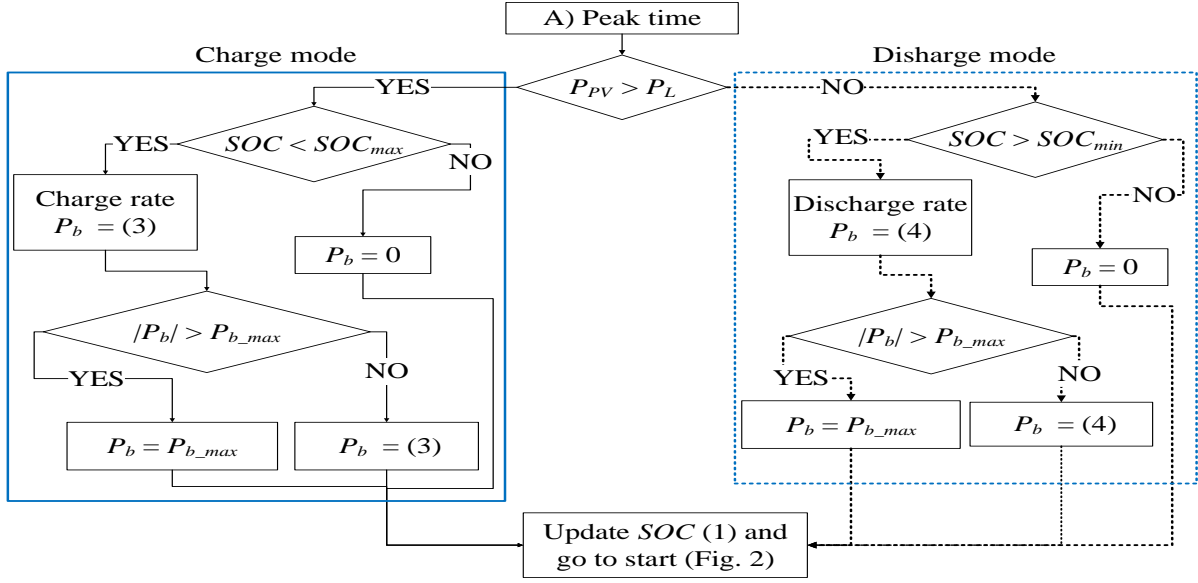 A) Peak time
Charge mode
Disharge mode
P_PV > P_L
YES
NO
SOC < SOC_max
SOC > SOC_min
YES
NO
YES
NO
Charge rate
P_b = (3)
Discharge rate
P_b = (4)
P_b = 0
P_b = 0
|P_b| > P_b_max
|P_b| > P_b_max
YES
NO
YES
NO
P_b = P_b_max
P_b = (3)
P_b = P_b_max
P_b = (4)
Update SOC (1) and
go to start (Fig. 2)